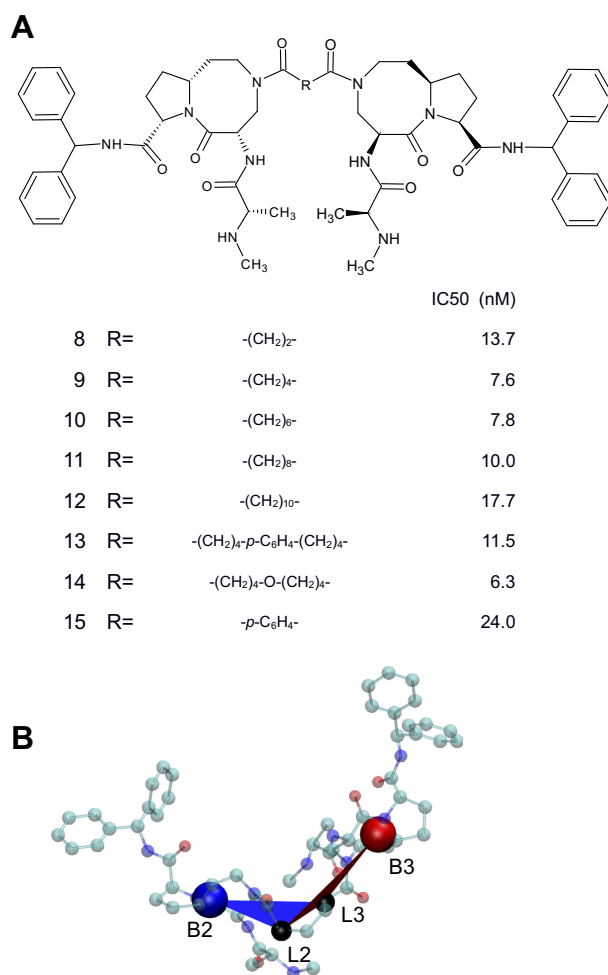 A
O
O
R
N
N
N
N
NH
O
O
HN
NH
O
O
HN
O
O
CH₃
H₃C
HN
NH
CH₃
H₃C
IC50 (nM)
8 R= -(CH₂)₂- 13.7
9 R= -(CH₂)₄- 7.6
10 R= -(CH₂)₆- 7.8
11 R= -(CH₂)₈- 10.0
12 R= -(CH₂)₁₀- 17.7
13 R= -(CH₂)₄-p-C₆H₄-(CH₂)₄- 11.5
14 R= -(CH₂)₄-O-(CH₂)₄- 6.3
15 R= -p-C₆H₄- 24.0
B
B3
L3
B2
L2